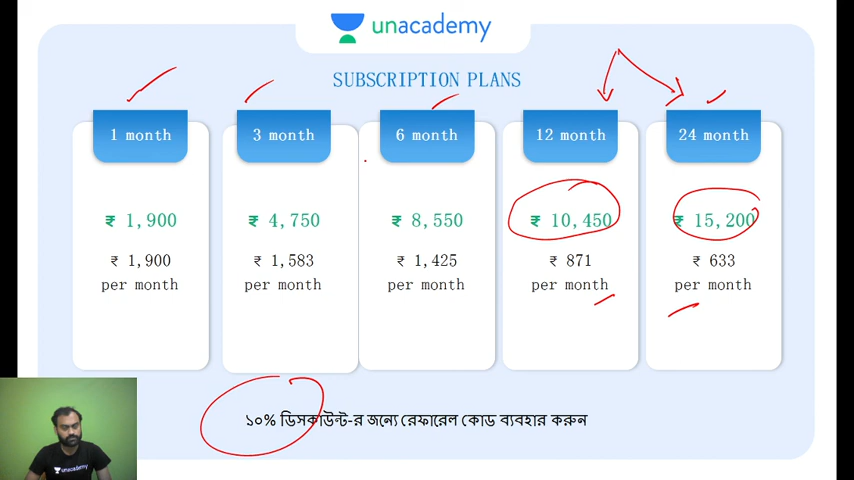 unacademy
SUBSCRIPTION PLANS
1 month
3 month
6 month
12 month
24 month
₹ 1,900
₹ 4,750
₹ 8,550
₹ 10,450
₹ 15,200
₹ 1,900
₹ 1,583
₹ 1,425
₹ 871
₹ 633
per month
per month
per month
per month
per month
১০% ডিসকাউন্ট-র জন্যে রেফারেল কোড ব্যবহার করুন
unacademy